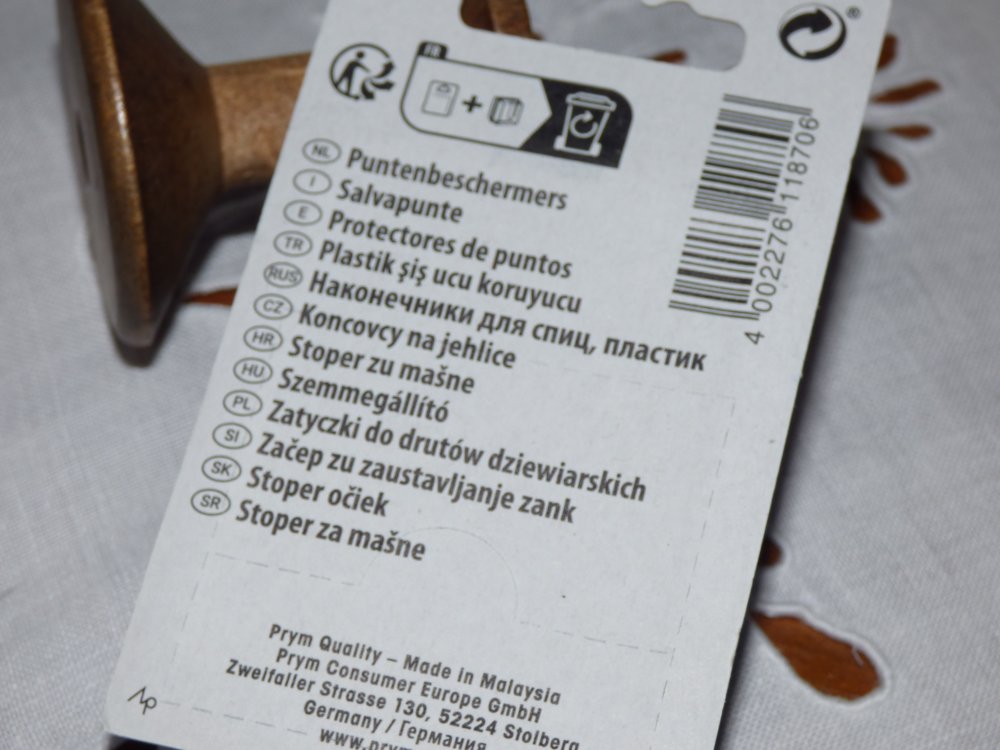 FR
®
4 002276 118706
NL Puntenbeschermers
I Salvapunte
E Protectores de puntos
TR Plastik şiş ucu koruyucu
RUS Наконечники для спиц, пластик
CZ Koncovcy na jehlice
HR Stoper zu mašne
HU Szemmegállító
PL Zatyczki do drutów dziewiarskich
SI Začep zu zaustavljanje zank
SK Stoper očiek
SR Stoper za mašne
Prym Quality – Made in Malaysia
Prym Consumer Europe GmbH
Zweifaller Strasse 130, 52224 Stolberg
Germany / Германия